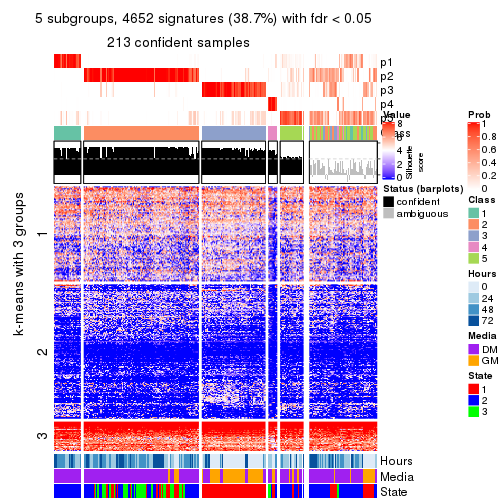 5 subgroups, 4652 signatures (38.7%) with fdr < 0.05
213 confident samples
p1
p2
p3
p4
p5
Class
k-means with 3 groups
1
2
3
Hours
Media
State
Value
8
6
4
2
0
Silhouette
score
Status (barplots)
confident
ambiguous
Prob
1
0.8
0.6
0.4
0.2
0
Class
1
2
3
4
5
Hours
0
24
48
72
Media
DM
GM
State
1
2
3